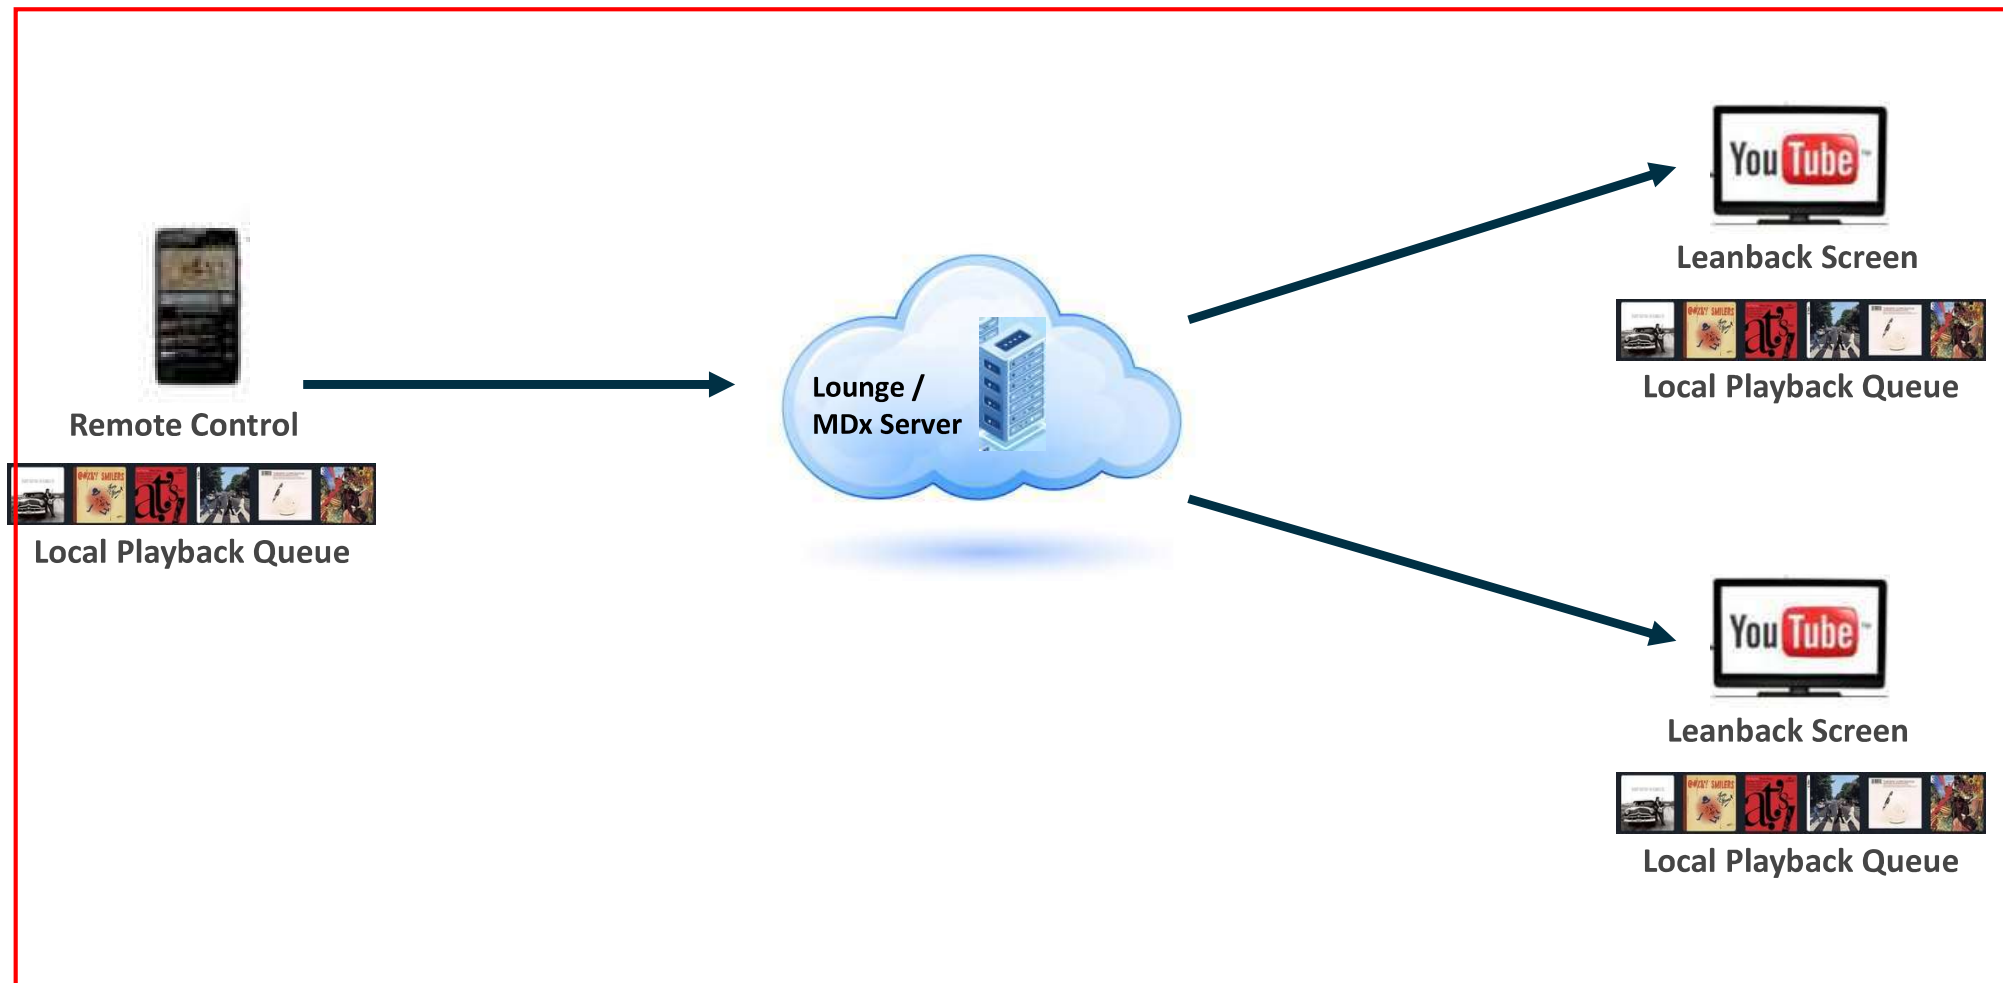 Remote Control
Local Playback Queue
Lounge /
MDx Server
YouTube
Leanback Screen
Local Playback Queue
YouTube
Leanback Screen
Local Playback Queue